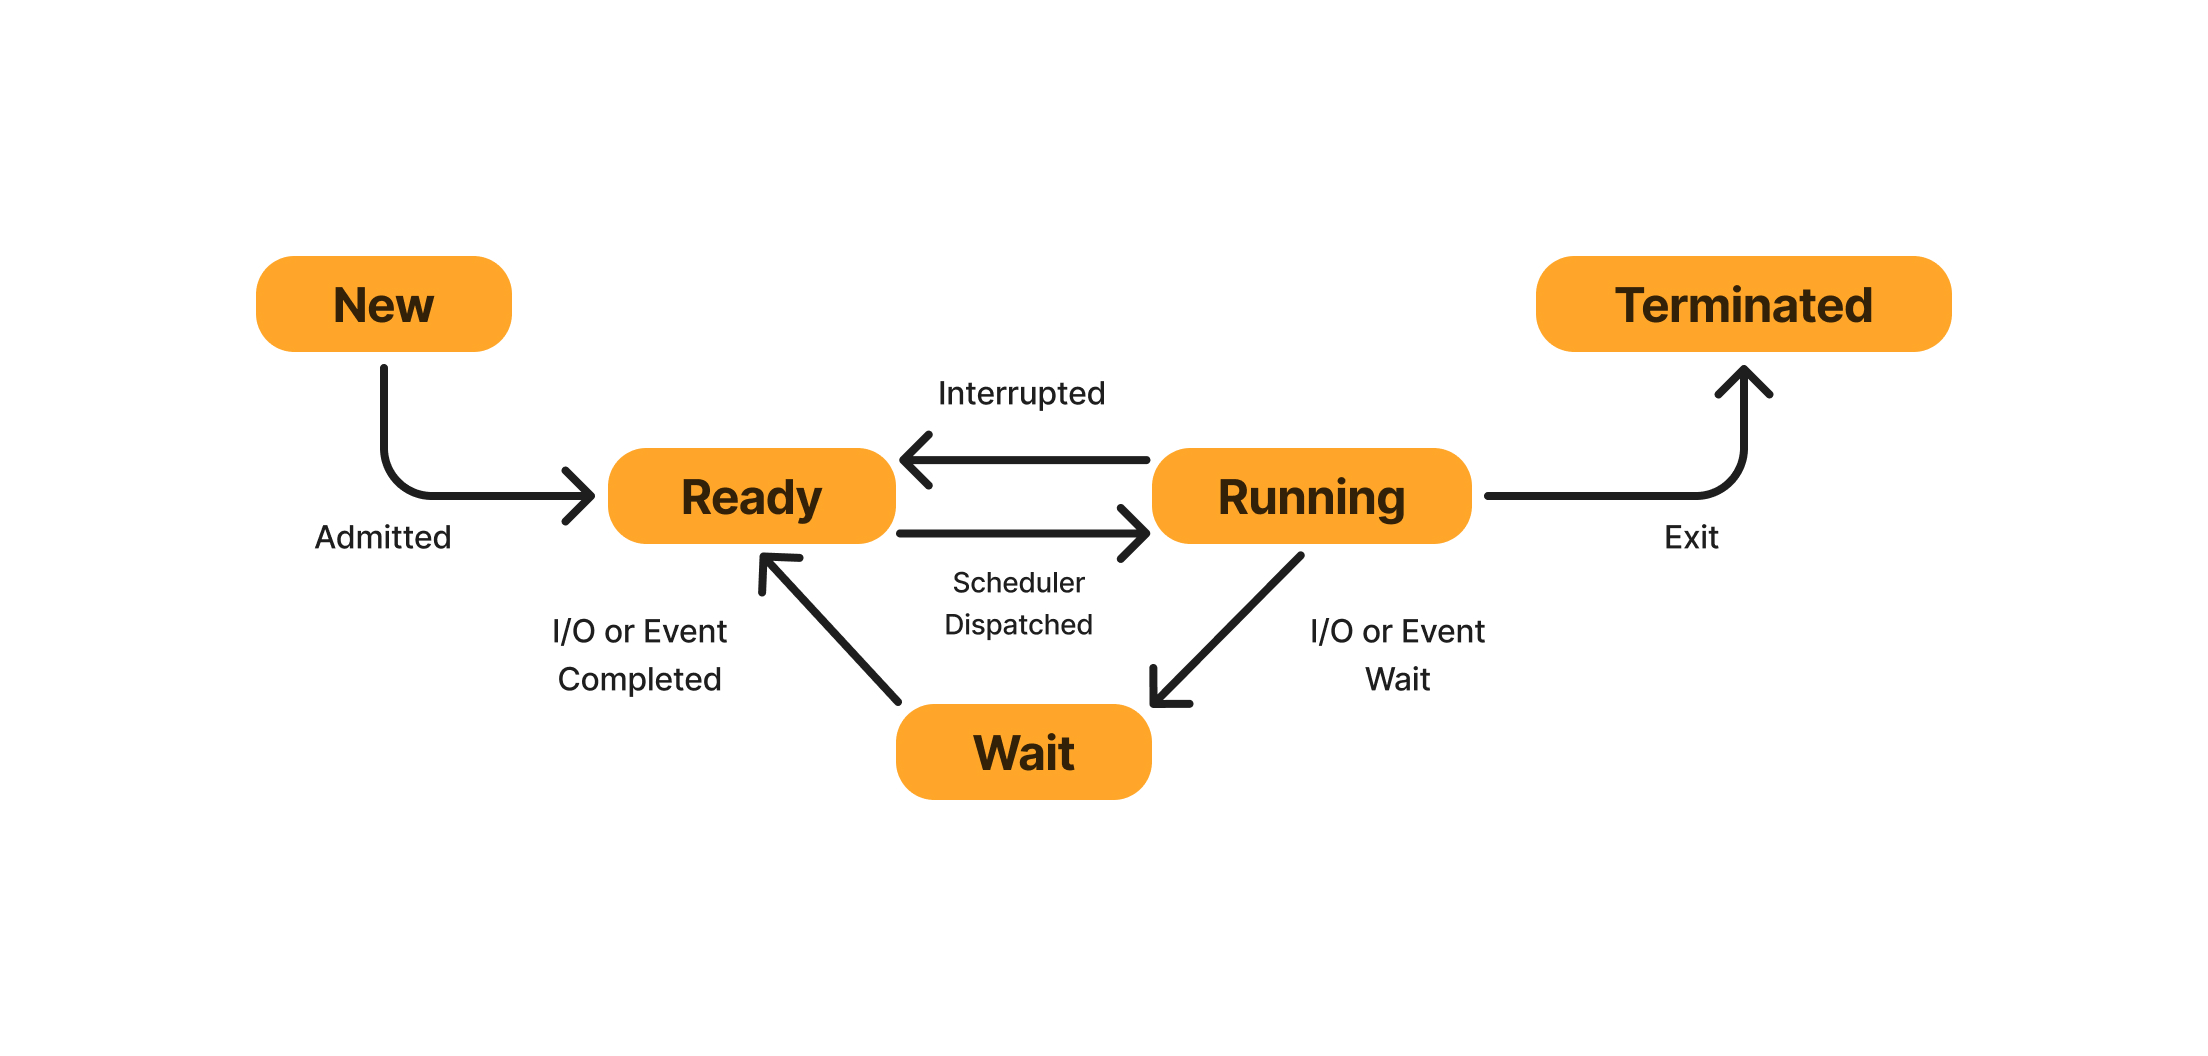 New
Terminated
Interrupted
Ready
Running
Admitted
Exit
Scheduler
Dispatched
I/O or Event
Completed
I/O or Event
Wait
Wait